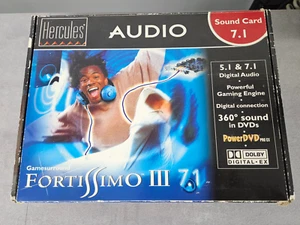 Hercules
AUDIO
Sound Card
7.1
5.1 & 7.1
Digital Audio
Powerful
Gaming Engine
Digital connection
360° sound
in DVDs
PowerDVD
DOLBY
DIGITAL·EX
Gamesurround
FORTISSIMO III 7.1